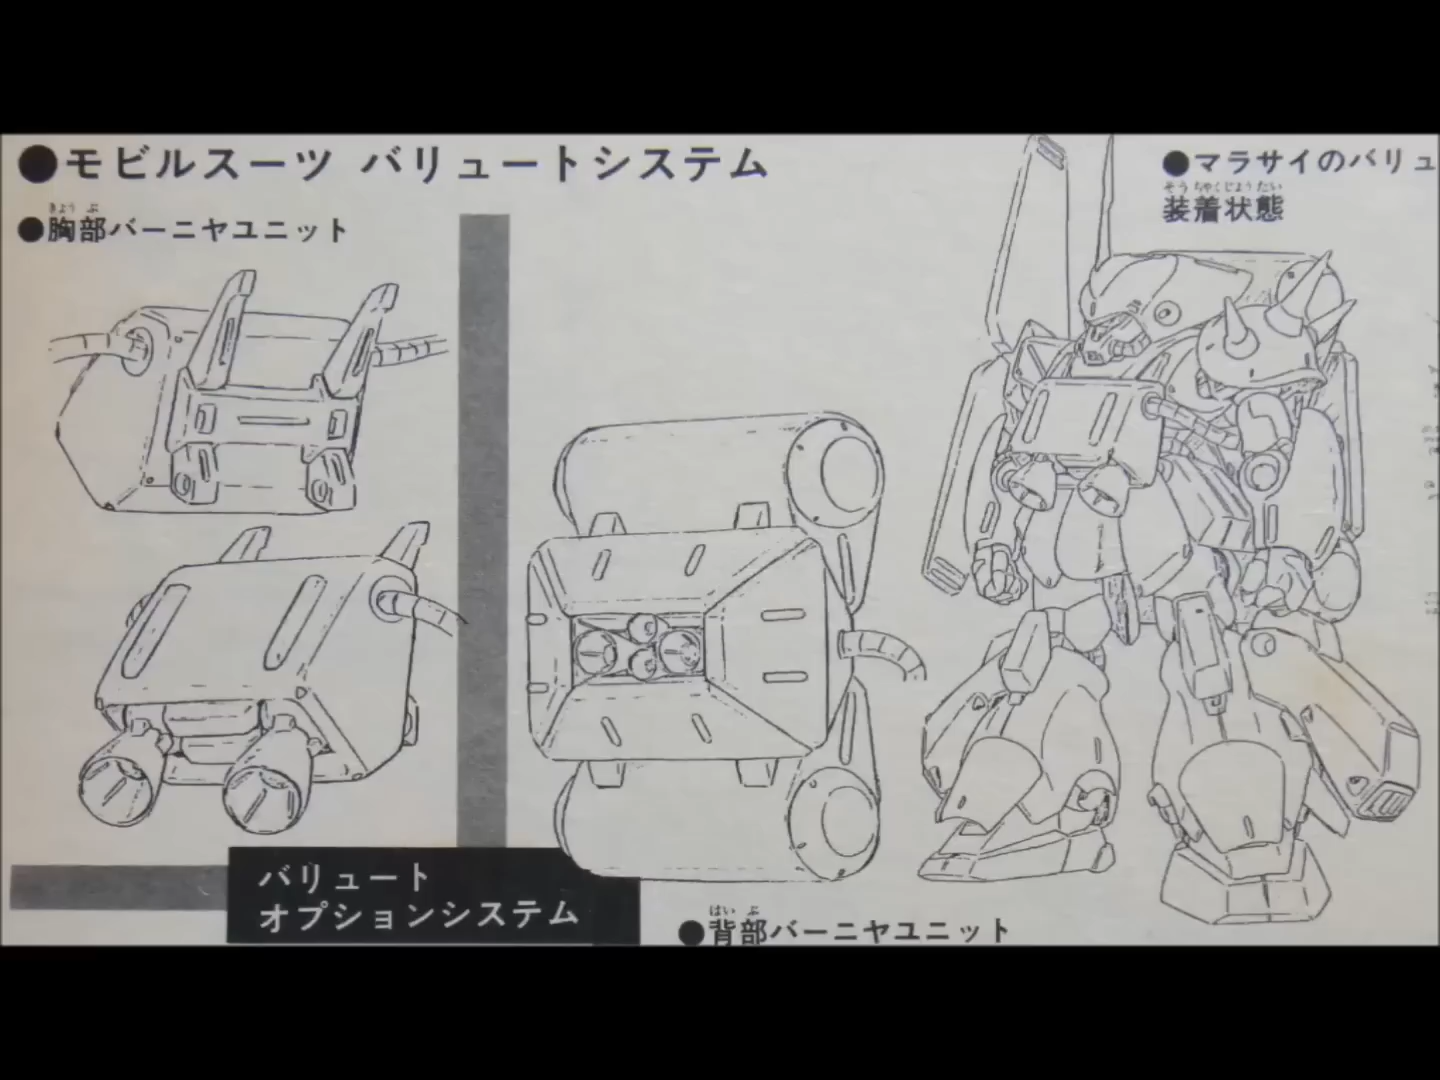 ●モビルスーツ バリュートシステム
きょう ぶ
●胸部バーニヤユニット
●マラサイのバリュ
そう ちゃくじょう たい
装着状態
バリュート
オプションシステム
はい ぶ
●背部バーニヤユニット